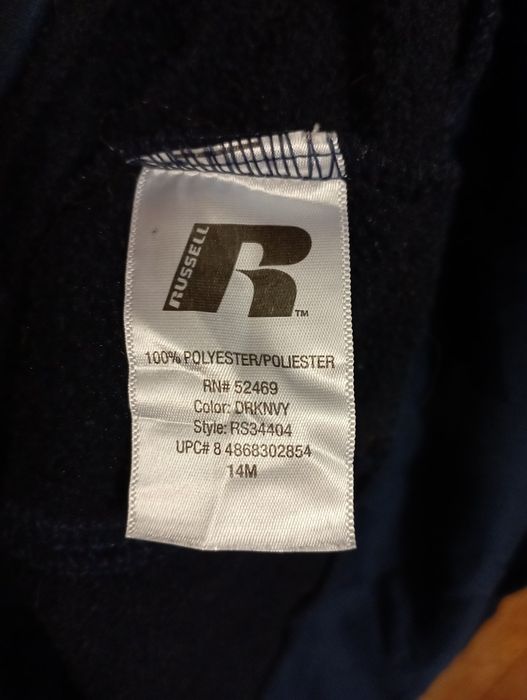 RUSSELL
R
TM
100% POLYESTER/POLIESTER
RN# 52469
Color: DRKNVY
Style: RS34404
UPC# 8 4868302854
14M